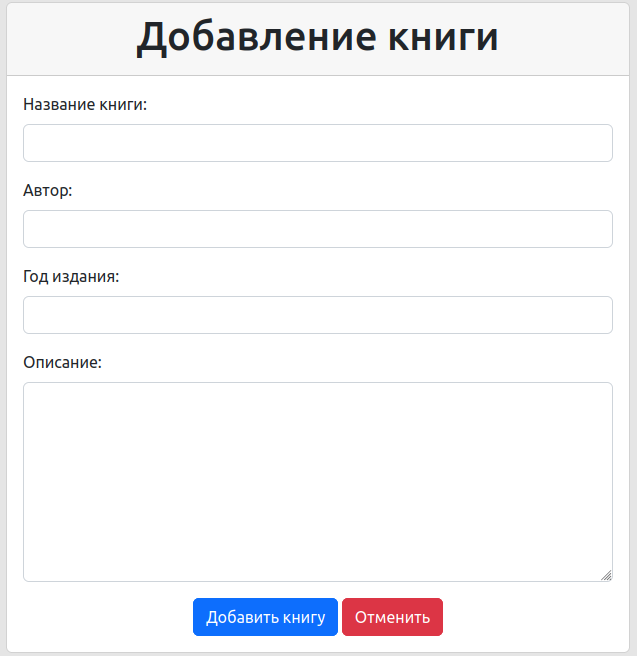 Добавление книги
Название книги:
Автор:
Год издания:
Описание:
Добавить книгу Отменить